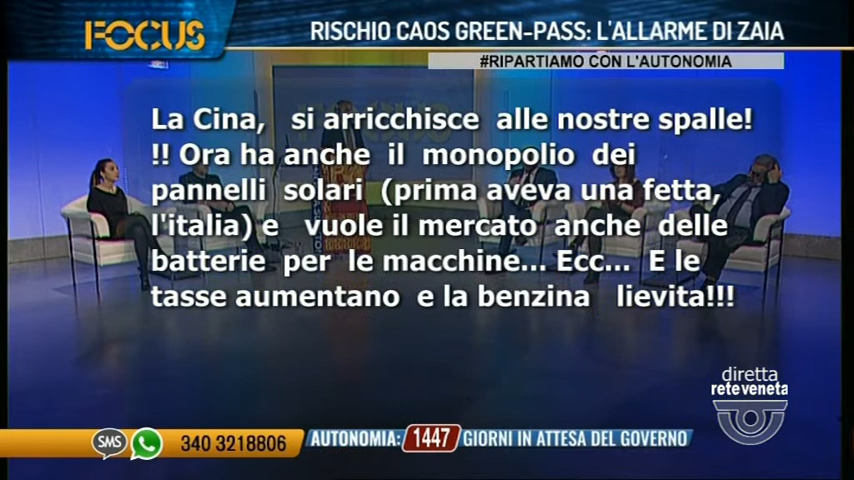 FOCUS
RISCHIO CAOS GREEN-PASS: L'ALLARME DI ZAIA
#RIPARTIAMO CON L'AUTONOMIA
La Cina, si arricchisce alle nostre spalle!
!! Ora ha anche il monopolio dei
pannelli solari (prima aveva una fetta,
l'italia) e vuole il mercato anche delle
batterie per le macchine... Ecc... E le
tasse aumentano e la benzina lievita!!!
diretta
reteveneta
SMS 340 3218806 AUTONOMIA: 1447 GIORNI IN ATTESA DEL GOVERNO